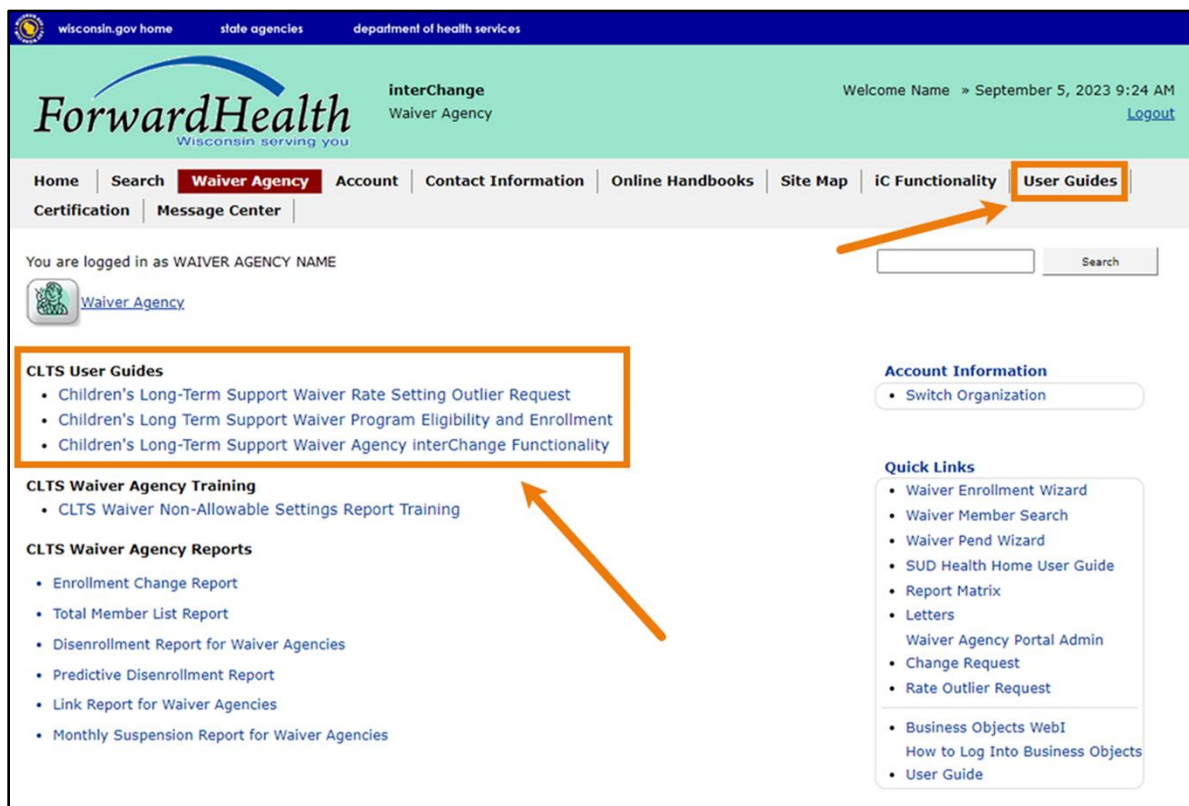 wisconsin.gov home state agencies department of health services
ForwardHealth
Wisconsin serving you
interChange
Waiver Agency
Welcome Name » September 5, 2023 9:24 AM
Logout
Home Search Waiver Agency Account Contact Information Online Handbooks Site Map iC Functionality User Guides
Certification Message Center
You are logged in as WAIVER AGENCY NAME
Search
Waiver Agency
CLTS User Guides
• Children's Long-Term Support Waiver Rate Setting Outlier Request
• Children's Long-Term Support Waiver Program Eligibility and Enrollment
• Children's Long-Term Support Waiver Agency interChange Functionality
CLTS Waiver Agency Training
• CLTS Waiver Non-Allowable Settings Report Training
CLTS Waiver Agency Reports
• Enrollment Change Report
• Total Member List Report
• Disenrollment Report for Waiver Agencies
• Predictive Disenrollment Report
• Link Report for Waiver Agencies
• Monthly Suspension Report for Waiver Agencies
Account Information
• Switch Organization
Quick Links
• Waiver Enrollment Wizard
• Waiver Member Search
• Waiver Pend Wizard
• SUD Health Home User Guide
• Report Matrix
• Letters
Waiver Agency Portal Admin
• Change Request
• Rate Outlier Request
• Business Objects WebI
How to Log Into Business Objects
• User Guide